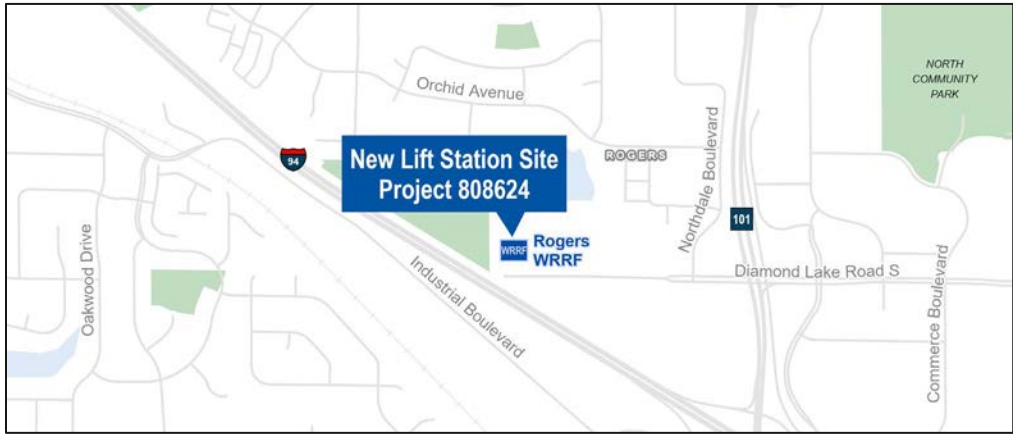 NORTH
COMMUNITY
PARK
Orchid Avenue
94
New Lift Station Site
Project 808624
ROGERS
Northdale Boulevard
101
Oakwood Drive
WRRF
Rogers
WRRF
Industrial Boulevard
Diamond Lake Road S
Commerce Boulevard